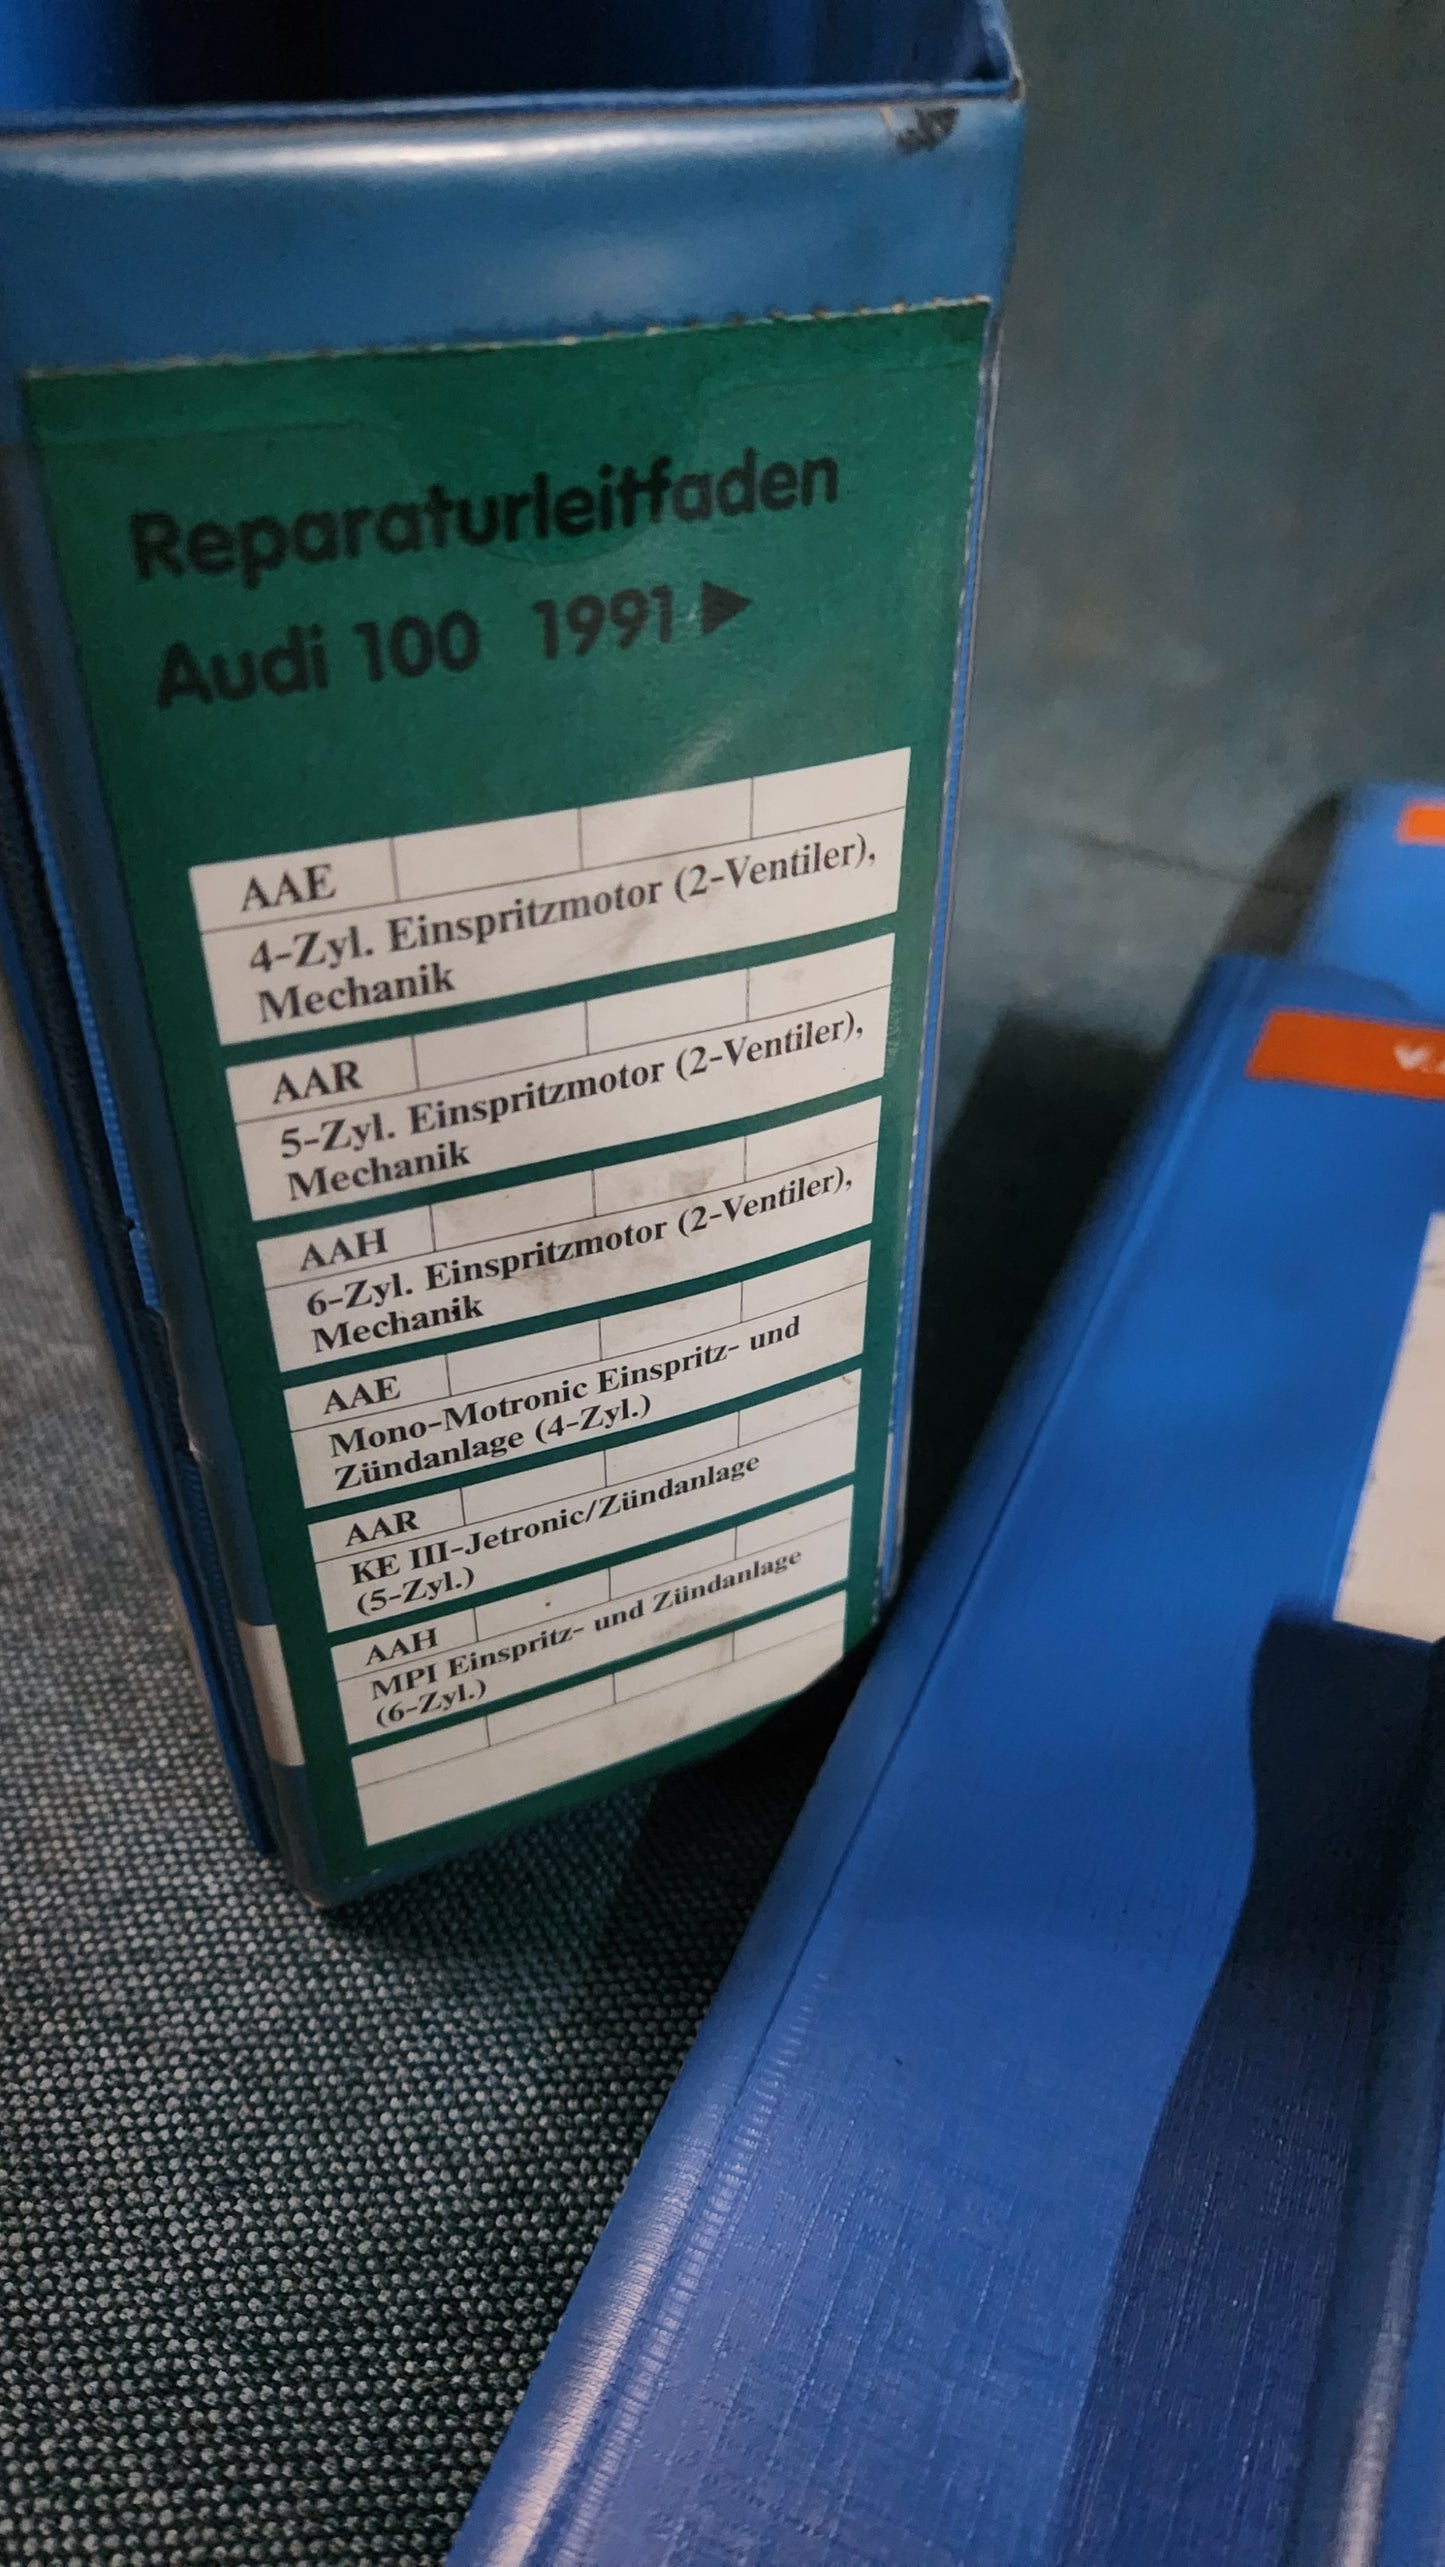 Reparaturleitfaden
Audi 100 1991 ▶
AAE
4-Zyl. Einspritzmotor (2-Ventiler),
Mechanik
AAR
5-Zyl. Einspritzmotor (2-Ventiler),
Mechanik
AAH
6-Zyl. Einspritzmotor (2-Ventiler),
Mechanik
AAE
Mono-Motronic Einspritz- und
Zündanlage (4-Zyl.)
AAR
KE III-Jetronic/Zündanlage
(5-Zyl.)
AAH
MPI Einspritz- und Zündanlage
(6-Zyl.)